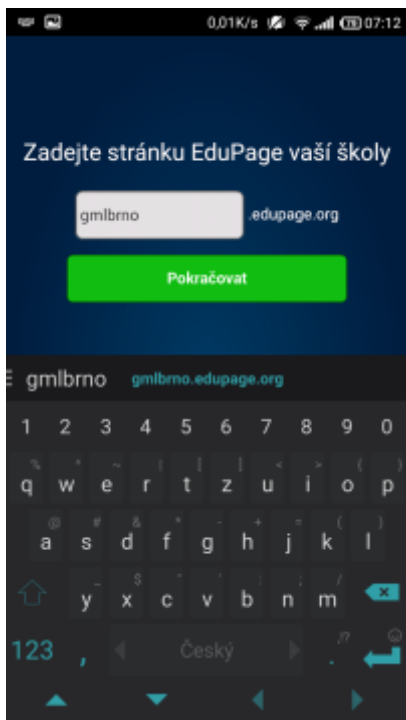 0,01K/s 78 07:12
Zadejte stránku EduPage vaší školy
gmlbrno .edupage.org
Pokračovat
gmlbrno gmlbrno.edupage.org
1 2 3 4 5 6 7 8 9 0
q w e r t z u i o p
a s d f g h j k l
y x c v b n m
123 , Český .